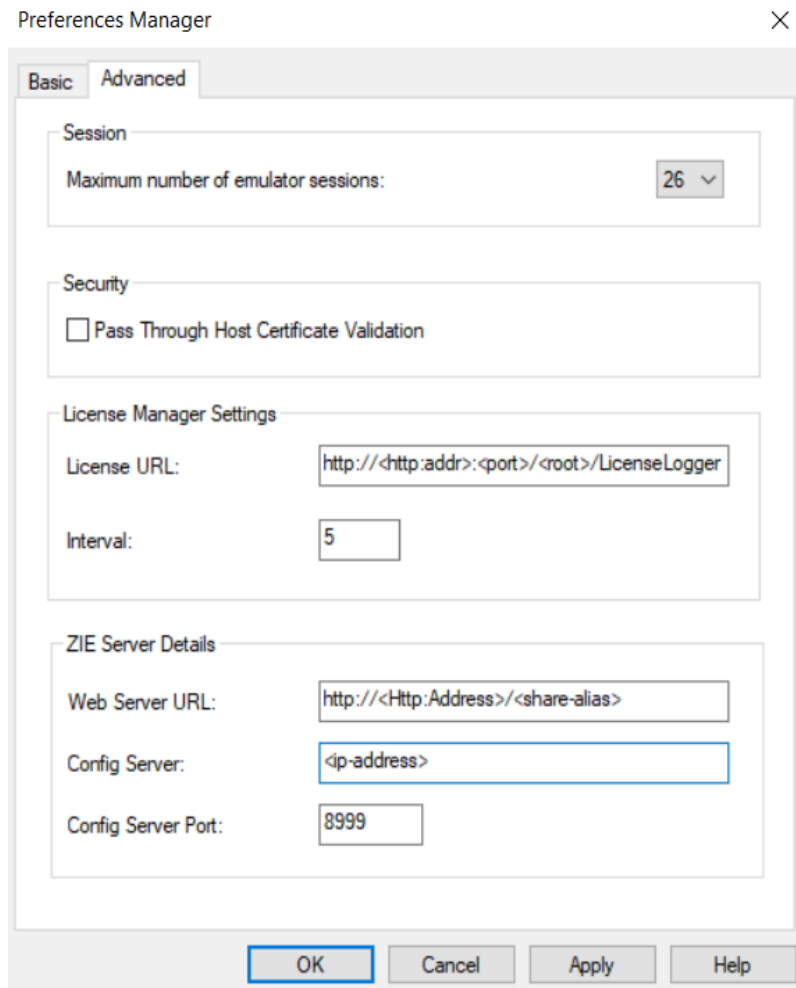 Preferences Manager
Basic Advanced
Session
Maximum number of emulator sessions: 26
Security
Pass Through Host Certificate Validation
License Manager Settings
License URL: http://<http:addr>:<port>/<root>/LicenseLogger
Interval: 5
ZIE Server Details
Web Server URL: http://<Http:Address>/<share-alias>
Config Server: <ip-address>
Config Server Port: 8999
OK Cancel Apply Help